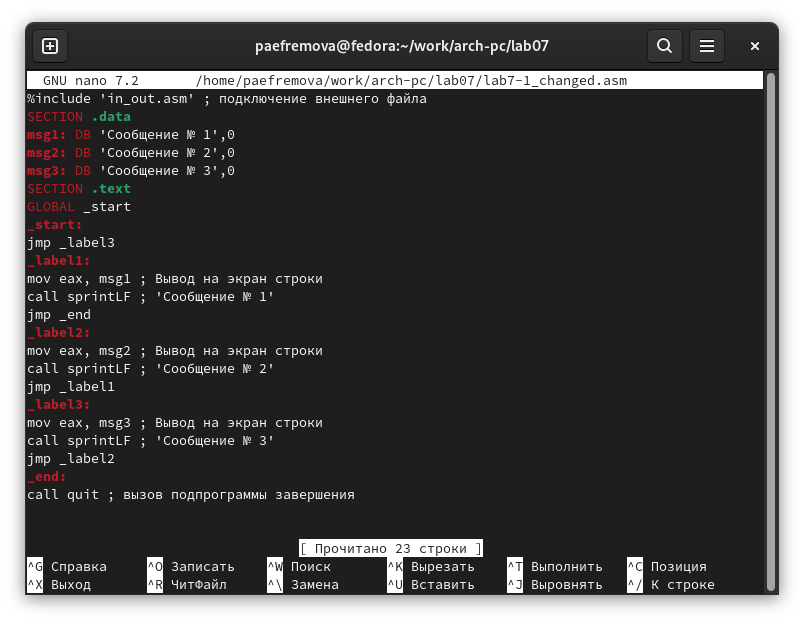 paefremova@fedora:~/work/arch-pc/lab07
GNU nano 7.2 /home/paefremova/work/arch-pc/lab07/lab7-1_changed.asm
%include 'in_out.asm' ; подключение внешнего файла
SECTION .data
msg1: DB 'Сообщение № 1',0
msg2: DB 'Сообщение № 2',0
msg3: DB 'Сообщение № 3',0
SECTION .text
GLOBAL _start
_start:
jmp _label3
_label1:
mov eax, msg1 ; Вывод на экран строки
call sprintLF ; 'Сообщение № 1'
jmp _end
_label2:
mov eax, msg2 ; Вывод на экран строки
call sprintLF ; 'Сообщение № 2'
jmp _label1
_label3:
mov eax, msg3 ; Вывод на экран строки
call sprintLF ; 'Сообщение № 3'
jmp _label2
_end:
call quit ; вызов подпрограммы завершения
[ Прочитано 23 строки ]
^G Справка ^O Записать ^W Поиск ^K Вырезать ^T Выполнить ^C Позиция
^X Выход ^R ЧитФайл ^\ Замена ^U Вставить ^J Выровнять ^/ К строке